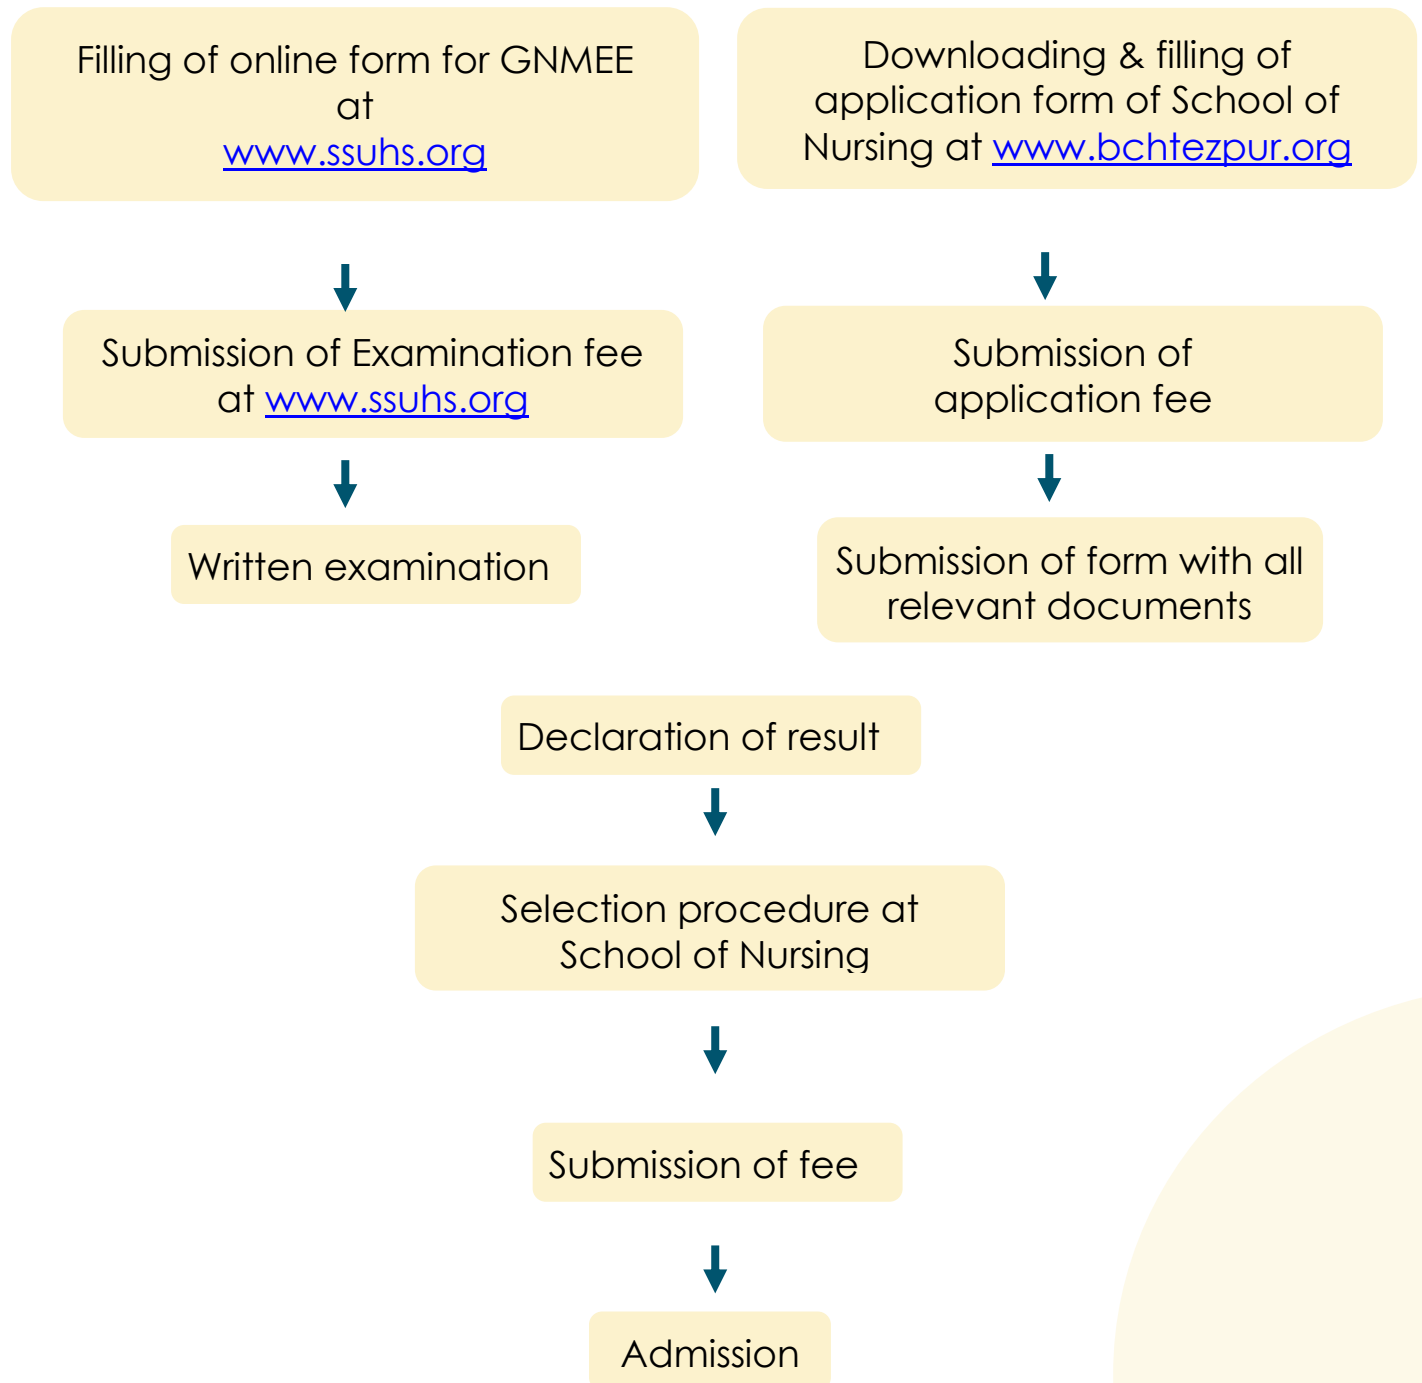 Filling of online form for GNMEE
at
www.ssuhs.org
Downloading & filling of
application form of School of
Nursing at www.bchtezpur.org
Submission of Examination fee
at www.ssuhs.org
Submission of
application fee
Written examination
Submission of form with all
relevant documents
Declaration of result
Selection procedure at
School of Nursing
Submission of fee
Admission